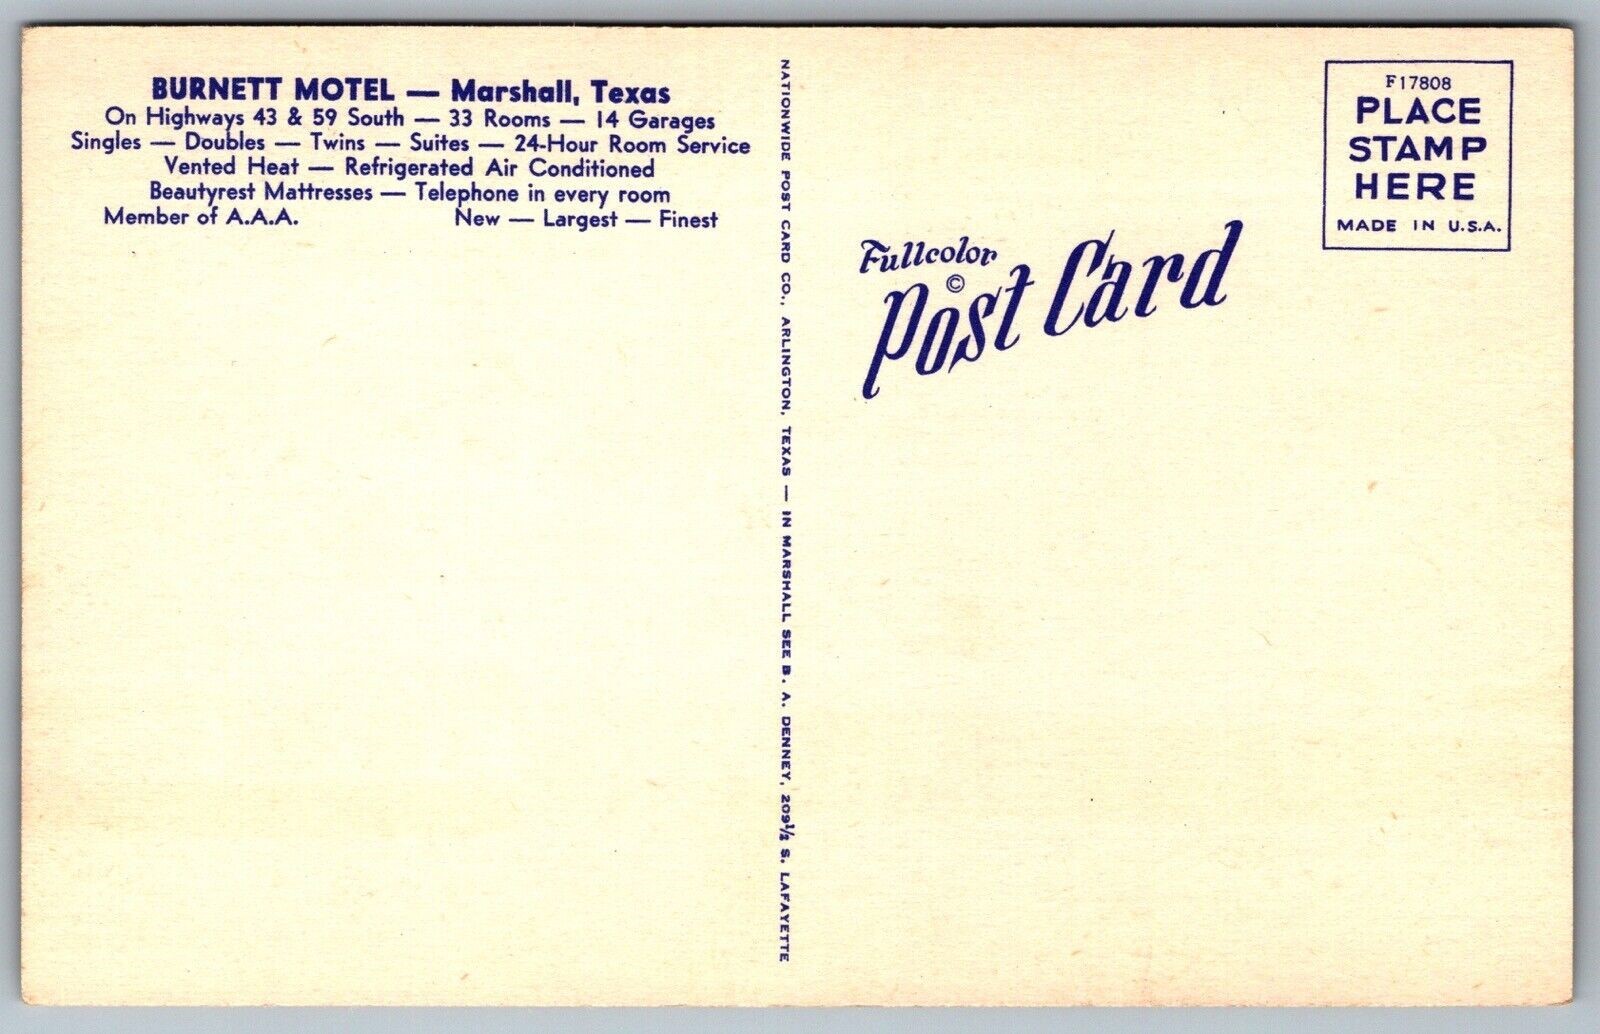 BURNETT MOTEL — Marshall, Texas
On Highways 43 & 59 South — 33 Rooms — 14 Garages
Singles — Doubles — Twins — Suites — 24-Hour Room Service
Vented Heat — Refrigerated Air Conditioned
Beautyrest Mattresses — Telephone in every room
Member of A.A.A. New — Largest — Finest
NATIONWIDE POST CARD CO., ARLINGTON, TEXAS — IN MARSHALL SEE B. A. DENNEY, 209½ S. LAFAYETTE
Fullcolor
©
Post Card
F17808
PLACE
STAMP
HERE
MADE IN U.S.A.